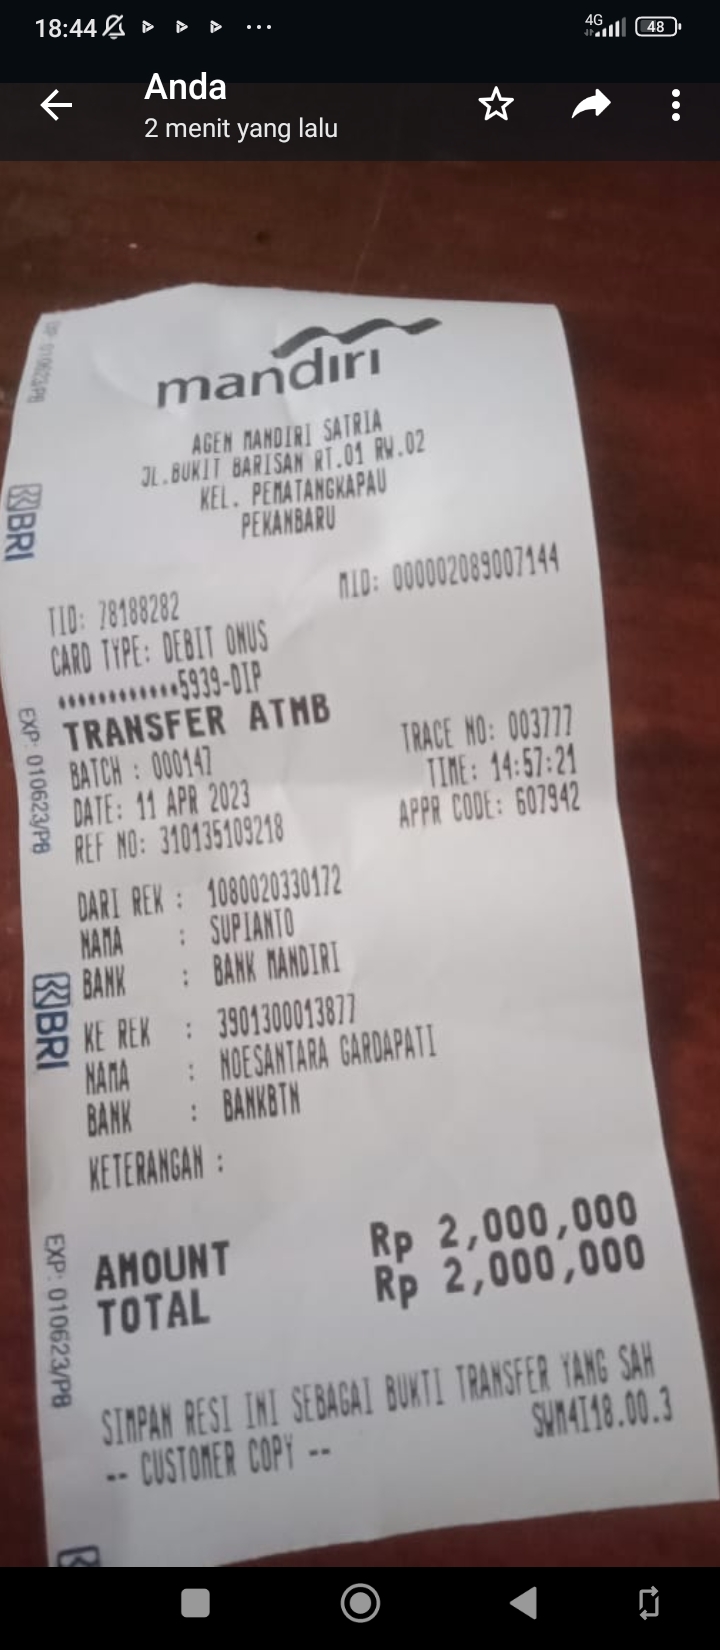 18:44
4G
48
Anda
2 menit yang lalu
mandiri
AGEN MANDIRI SATRIA
JL.BUKIT BARISAN RT.01 RW.02
KEL. PEMATANGKAPAU
PEKANBARU
TID: 78188282 MID: 000002089007144
CARD TYPE: DEBIT ONUS
************5939-DIP
TRANSFER ATMB
BATCH : 000147 TRACE NO: 003777
DATE: 11 APR 2023 TIME: 14:57:21
REF NO: 310135109218 APPR CODE: 607942
DARI REK : 1080020330172
NAMA : SUPIANTO
BANK : BANK MANDIRI
KE REK : 3901300013877
NAMA : NOESANTARA GARDAPATI
BANK : BANKBTN
KETERANGAN :
AMOUNT Rp 2,000,000
TOTAL Rp 2,000,000
SIMPAN RESI INI SEBAGAI BUKTI TRANSFER YANG SAH
SWM4I18.00.3
-- CUSTOMER COPY --
BRI
EXP: 010623/PB
BRI
EXP: 010623/PB